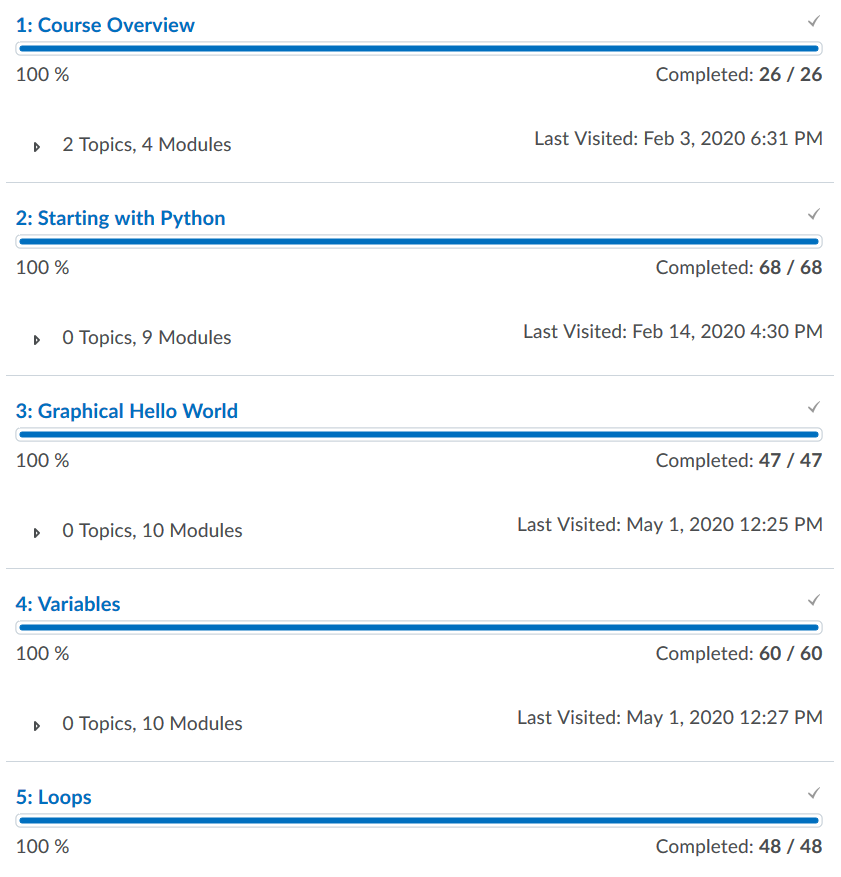 1: Course Overview
100 %
Completed: 26 / 26
2 Topics, 4 Modules
Last Visited: Feb 3, 2020 6:31 PM
2: Starting with Python
100 %
Completed: 68 / 68
0 Topics, 9 Modules
Last Visited: Feb 14, 2020 4:30 PM
3: Graphical Hello World
100 %
Completed: 47 / 47
0 Topics, 10 Modules
Last Visited: May 1, 2020 12:25 PM
4: Variables
100 %
Completed: 60 / 60
0 Topics, 10 Modules
Last Visited: May 1, 2020 12:27 PM
5: Loops
100 %
Completed: 48 / 48